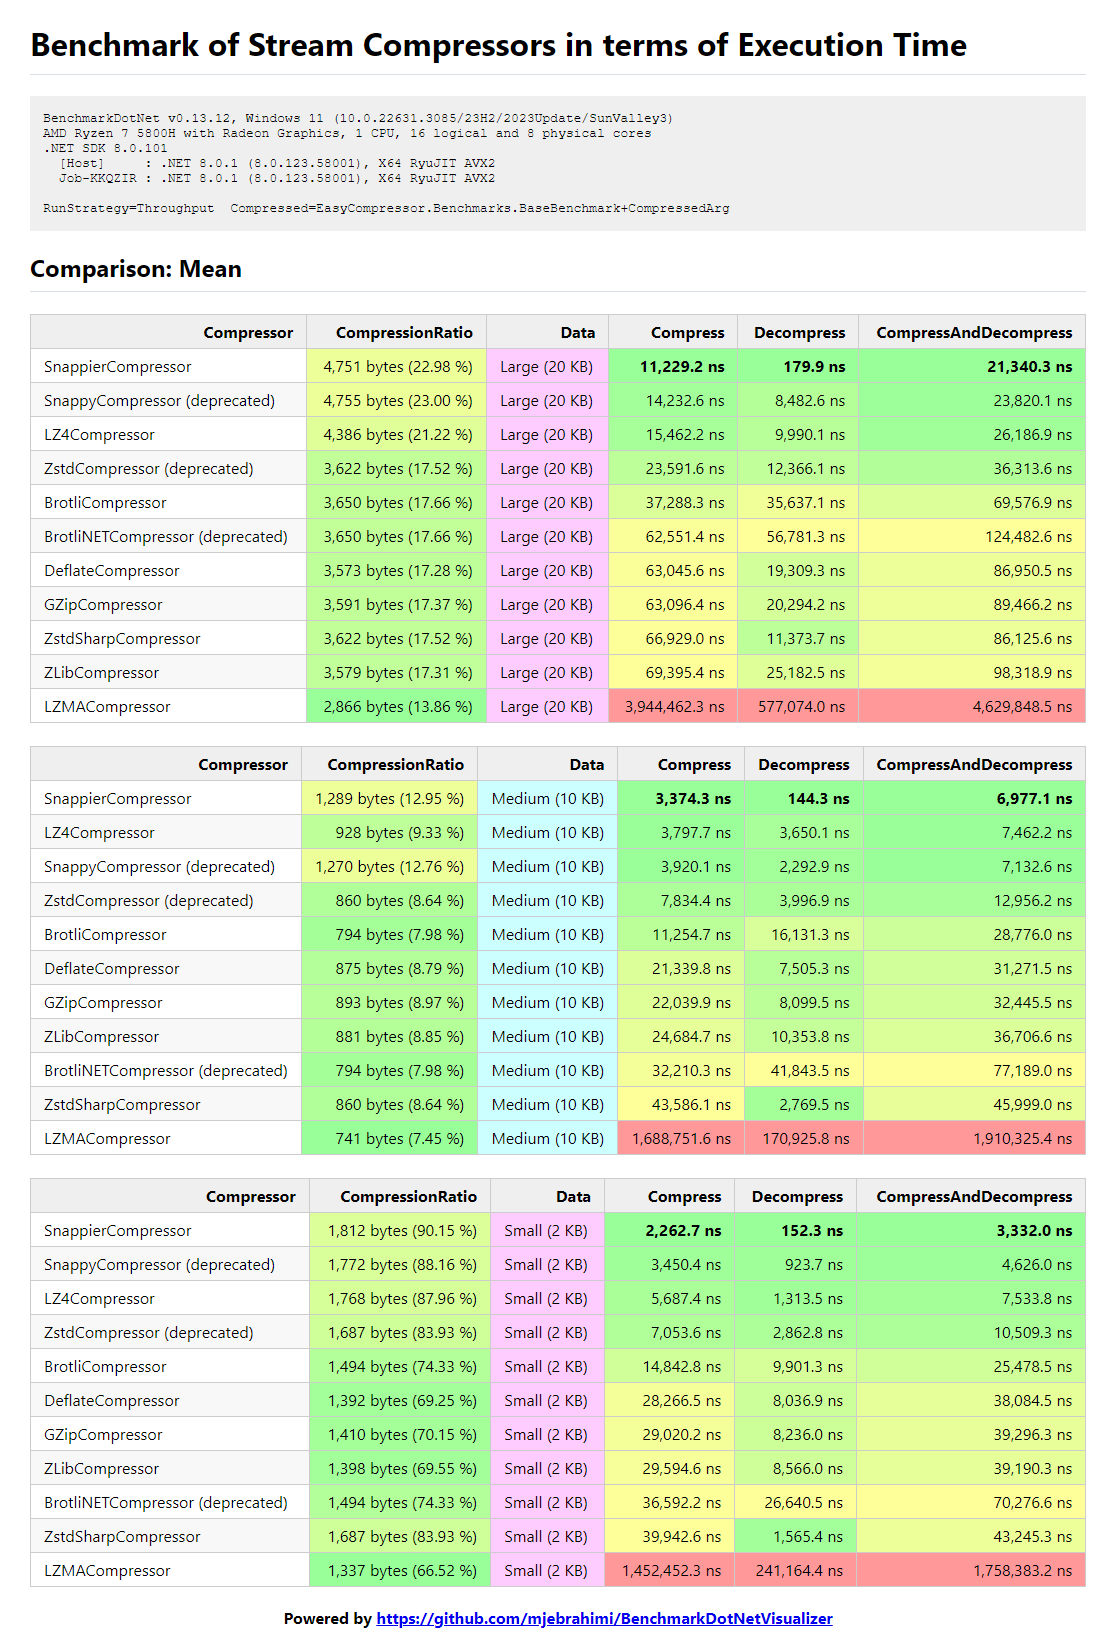 Benchmark of Stream Compressors in terms of Execution Time
BenchmarkDotNet v0.13.12, Windows 11 (10.0.22631.3085/23H2/2023Update/SunValley3)
AMD Ryzen 7 5800H with Radeon Graphics, 1 CPU, 16 logical and 8 physical cores
.NET SDK 8.0.101
[Host]     : .NET 8.0.1 (8.0.123.58001), X64 RyuJIT AVX2
Job-KKQZIR : .NET 8.0.1 (8.0.123.58001), X64 RyuJIT AVX2
RunStrategy=Throughput  Compressed=EasyCompressor.Benchmarks.BaseBenchmark+CompressedArg
Comparison: Mean
Compressor CompressionRatio Data Compress Decompress CompressAndDecompress
SnappierCompressor 4,751 bytes (22.98 %) Large (20 KB) 11,229.2 ns 179.9 ns 21,340.3 ns
SnappyCompressor (deprecated) 4,755 bytes (23.00 %) Large (20 KB) 14,232.6 ns 8,482.6 ns 23,820.1 ns
LZ4Compressor 4,386 bytes (21.22 %) Large (20 KB) 15,462.2 ns 9,990.1 ns 26,186.9 ns
ZstdCompressor (deprecated) 3,622 bytes (17.52 %) Large (20 KB) 23,591.6 ns 12,366.1 ns 36,313.6 ns
BrotliCompressor 3,650 bytes (17.66 %) Large (20 KB) 37,288.3 ns 35,637.1 ns 69,576.9 ns
BrotliNETCompressor (deprecated) 3,650 bytes (17.66 %) Large (20 KB) 62,551.4 ns 56,781.3 ns 124,482.6 ns
DeflateCompressor 3,573 bytes (17.28 %) Large (20 KB) 63,045.6 ns 19,309.3 ns 86,950.5 ns
GZipCompressor 3,591 bytes (17.37 %) Large (20 KB) 63,096.4 ns 20,294.2 ns 89,466.2 ns
ZstdSharpCompressor 3,622 bytes (17.52 %) Large (20 KB) 66,929.0 ns 11,373.7 ns 86,125.6 ns
ZLibCompressor 3,579 bytes (17.31 %) Large (20 KB) 69,395.4 ns 25,182.5 ns 98,318.9 ns
LZMACompressor 2,866 bytes (13.86 %) Large (20 KB) 3,944,462.3 ns 577,074.0 ns 4,629,848.5 ns
Compressor CompressionRatio Data Compress Decompress CompressAndDecompress
SnappierCompressor 1,289 bytes (12.95 %) Medium (10 KB) 3,374.3 ns 144.3 ns 6,977.1 ns
LZ4Compressor 928 bytes (9.33 %) Medium (10 KB) 3,797.7 ns 3,650.1 ns 7,462.2 ns
SnappyCompressor (deprecated) 1,270 bytes (12.76 %) Medium (10 KB) 3,920.1 ns 2,292.9 ns 7,132.6 ns
ZstdCompressor (deprecated) 860 bytes (8.64 %) Medium (10 KB) 7,834.4 ns 3,996.9 ns 12,956.2 ns
BrotliCompressor 794 bytes (7.98 %) Medium (10 KB) 11,254.7 ns 16,131.3 ns 28,776.0 ns
DeflateCompressor 875 bytes (8.79 %) Medium (10 KB) 21,339.8 ns 7,505.3 ns 31,271.5 ns
GZipCompressor 893 bytes (8.97 %) Medium (10 KB) 22,039.9 ns 8,099.5 ns 32,445.5 ns
ZLibCompressor 881 bytes (8.85 %) Medium (10 KB) 24,684.7 ns 10,353.8 ns 36,706.6 ns
BrotliNETCompressor (deprecated) 794 bytes (7.98 %) Medium (10 KB) 32,210.3 ns 41,843.5 ns 77,189.0 ns
ZstdSharpCompressor 860 bytes (8.64 %) Medium (10 KB) 43,586.1 ns 2,769.5 ns 45,999.0 ns
LZMACompressor 741 bytes (7.45 %) Medium (10 KB) 1,688,751.6 ns 170,925.8 ns 1,910,325.4 ns
Compressor CompressionRatio Data Compress Decompress CompressAndDecompress
SnappierCompressor 1,812 bytes (90.15 %) Small (2 KB) 2,262.7 ns 152.3 ns 3,332.0 ns
SnappyCompressor (deprecated) 1,772 bytes (88.16 %) Small (2 KB) 3,450.4 ns 923.7 ns 4,626.0 ns
LZ4Compressor 1,768 bytes (87.96 %) Small (2 KB) 5,687.4 ns 1,313.5 ns 7,533.8 ns
ZstdCompressor (deprecated) 1,687 bytes (83.93 %) Small (2 KB) 7,053.6 ns 2,862.8 ns 10,509.3 ns
BrotliCompressor 1,494 bytes (74.33 %) Small (2 KB) 14,842.8 ns 9,901.3 ns 25,478.5 ns
DeflateCompressor 1,392 bytes (69.25 %) Small (2 KB) 28,266.5 ns 8,036.9 ns 38,084.5 ns
GZipCompressor 1,410 bytes (70.15 %) Small (2 KB) 29,020.2 ns 8,236.0 ns 39,296.3 ns
ZLibCompressor 1,398 bytes (69.55 %) Small (2 KB) 29,594.6 ns 8,566.0 ns 39,190.3 ns
BrotliNETCompressor (deprecated) 1,494 bytes (74.33 %) Small (2 KB) 36,592.2 ns 26,640.5 ns 70,276.6 ns
ZstdSharpCompressor 1,687 bytes (83.93 %) Small (2 KB) 39,942.6 ns 1,565.4 ns 43,245.3 ns
LZMACompressor 1,337 bytes (66.52 %) Small (2 KB) 1,452,452.3 ns 241,164.4 ns 1,758,383.2 ns
Powered by https://github.com/mjebrahimi/BenchmarkDotNetVisualizer